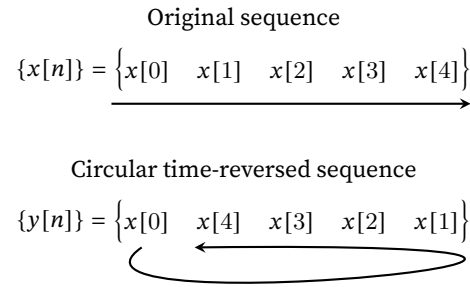 Original sequence
{x[n]} = {x[0] x[1] x[2] x[3] x[4]}
Circular time-reversed sequence
{y[n]} = {x[0] x[4] x[3] x[2] x[1]}